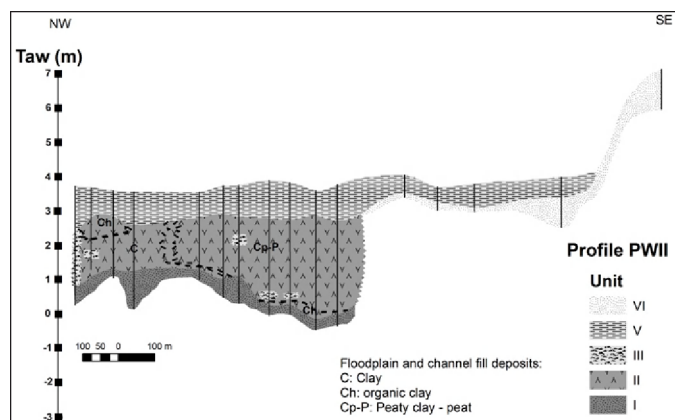 NW
SE
Taw (m)
7
6
5
4
3
2
1
0
-1
-2
-3
Ch
C
Cp-P
Ch
100 50 0 100 m
Profile PWII
Unit
VI
V
III
II
I
Floodplain and channel fill deposits:
C: Clay
Ch: organic clay
Cp-P: Peaty clay - peat